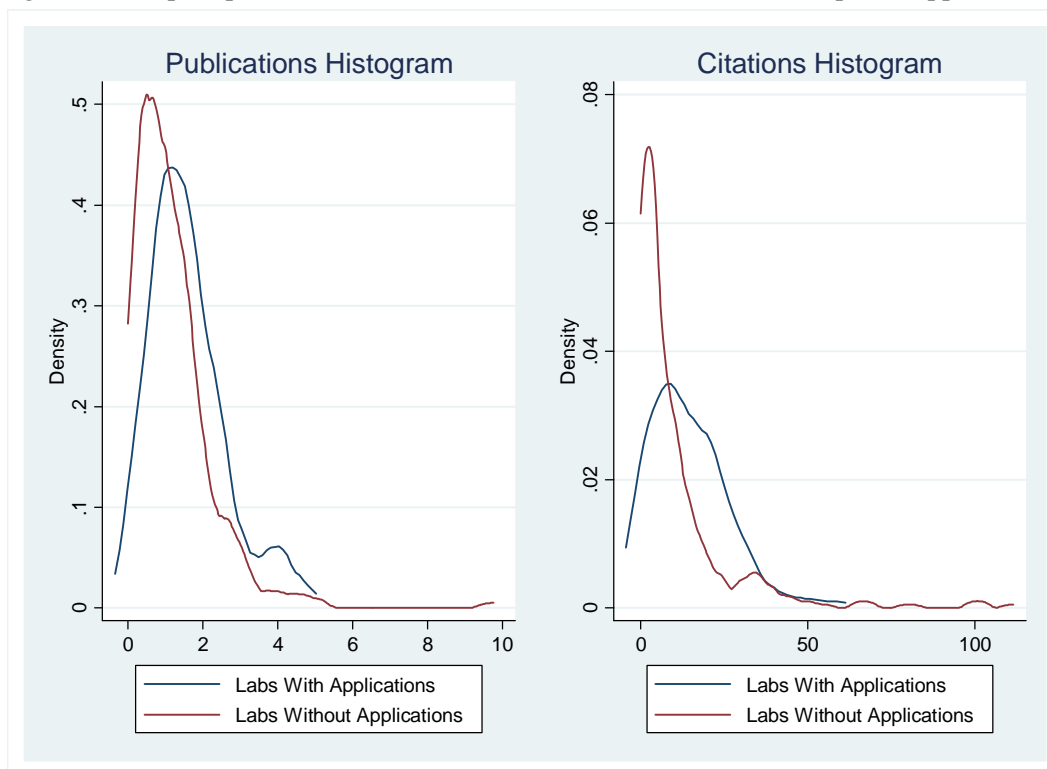 Publications Histogram
.5
.4
.3
.2
.1
0
Density
0 2 4 6 8 10
Labs With Applications
Labs Without Applications
Citations Histogram
.08
.06
.04
.02
0
Density
0 50 100
Labs With Applications
Labs Without Applications